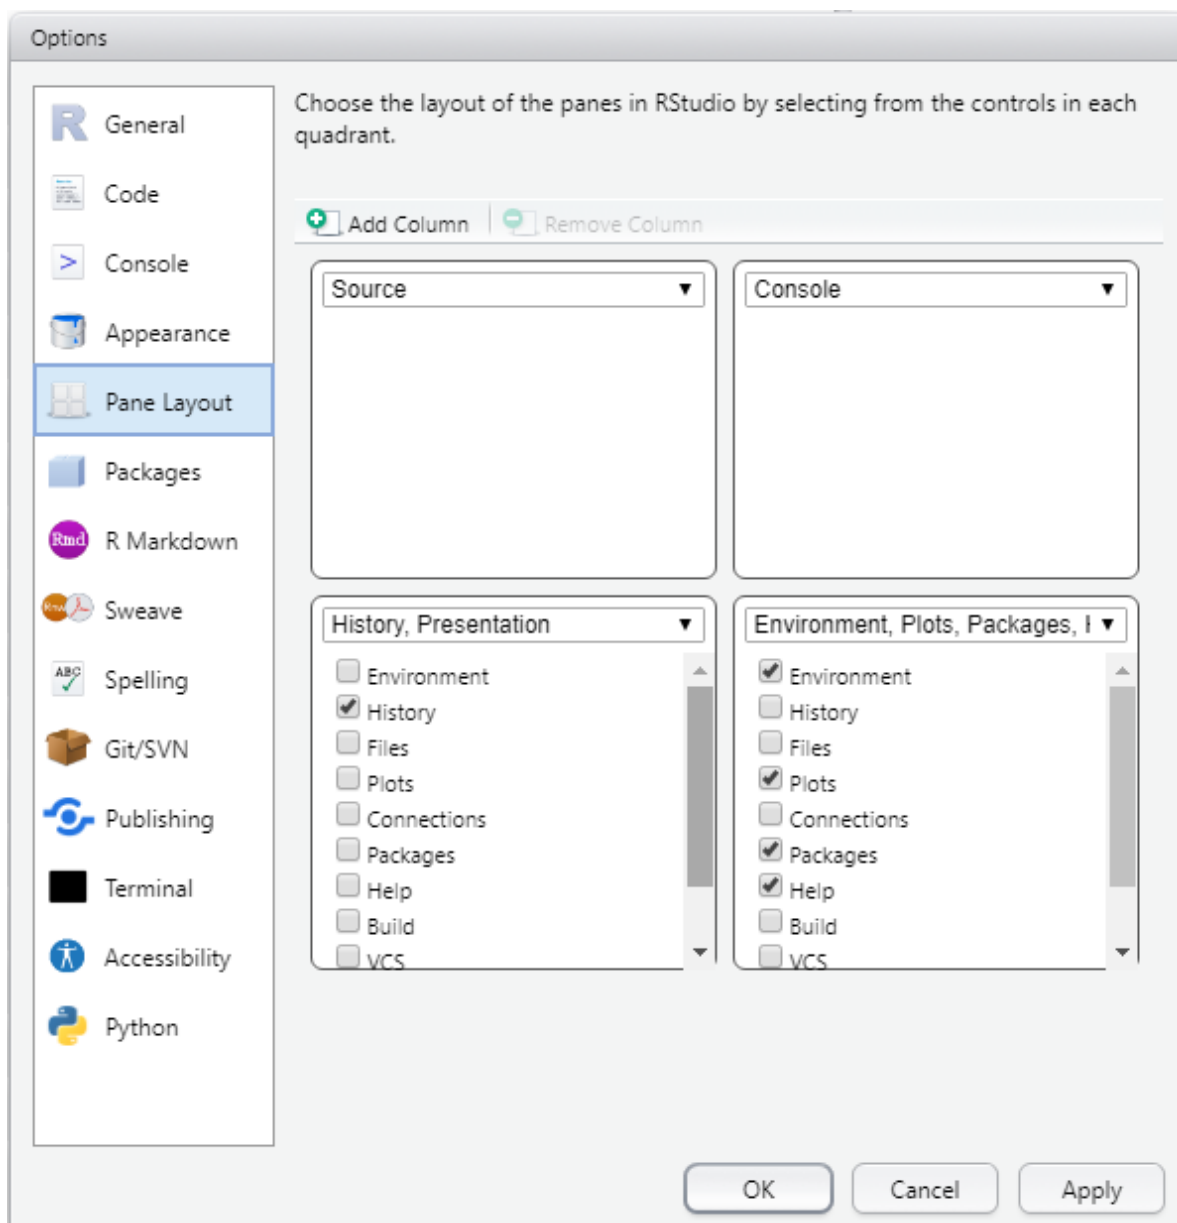 Options
General
Code
Console
Appearance
Pane Layout
Packages
Rmd R Markdown
Rnw Sweave
ABC Spelling
Git/SVN
Publishing
Terminal
Accessibility
Python
Choose the layout of the panes in RStudio by selecting from the controls in each
quadrant.
Add Column Remove Column
Source
Console
History, Presentation
Environment
History
Files
Plots
Connections
Packages
Help
Build
VCS
Environment, Plots, Packages,
Environment
History
Files
Plots
Connections
Packages
Help
Build
VCS
OK Cancel Apply